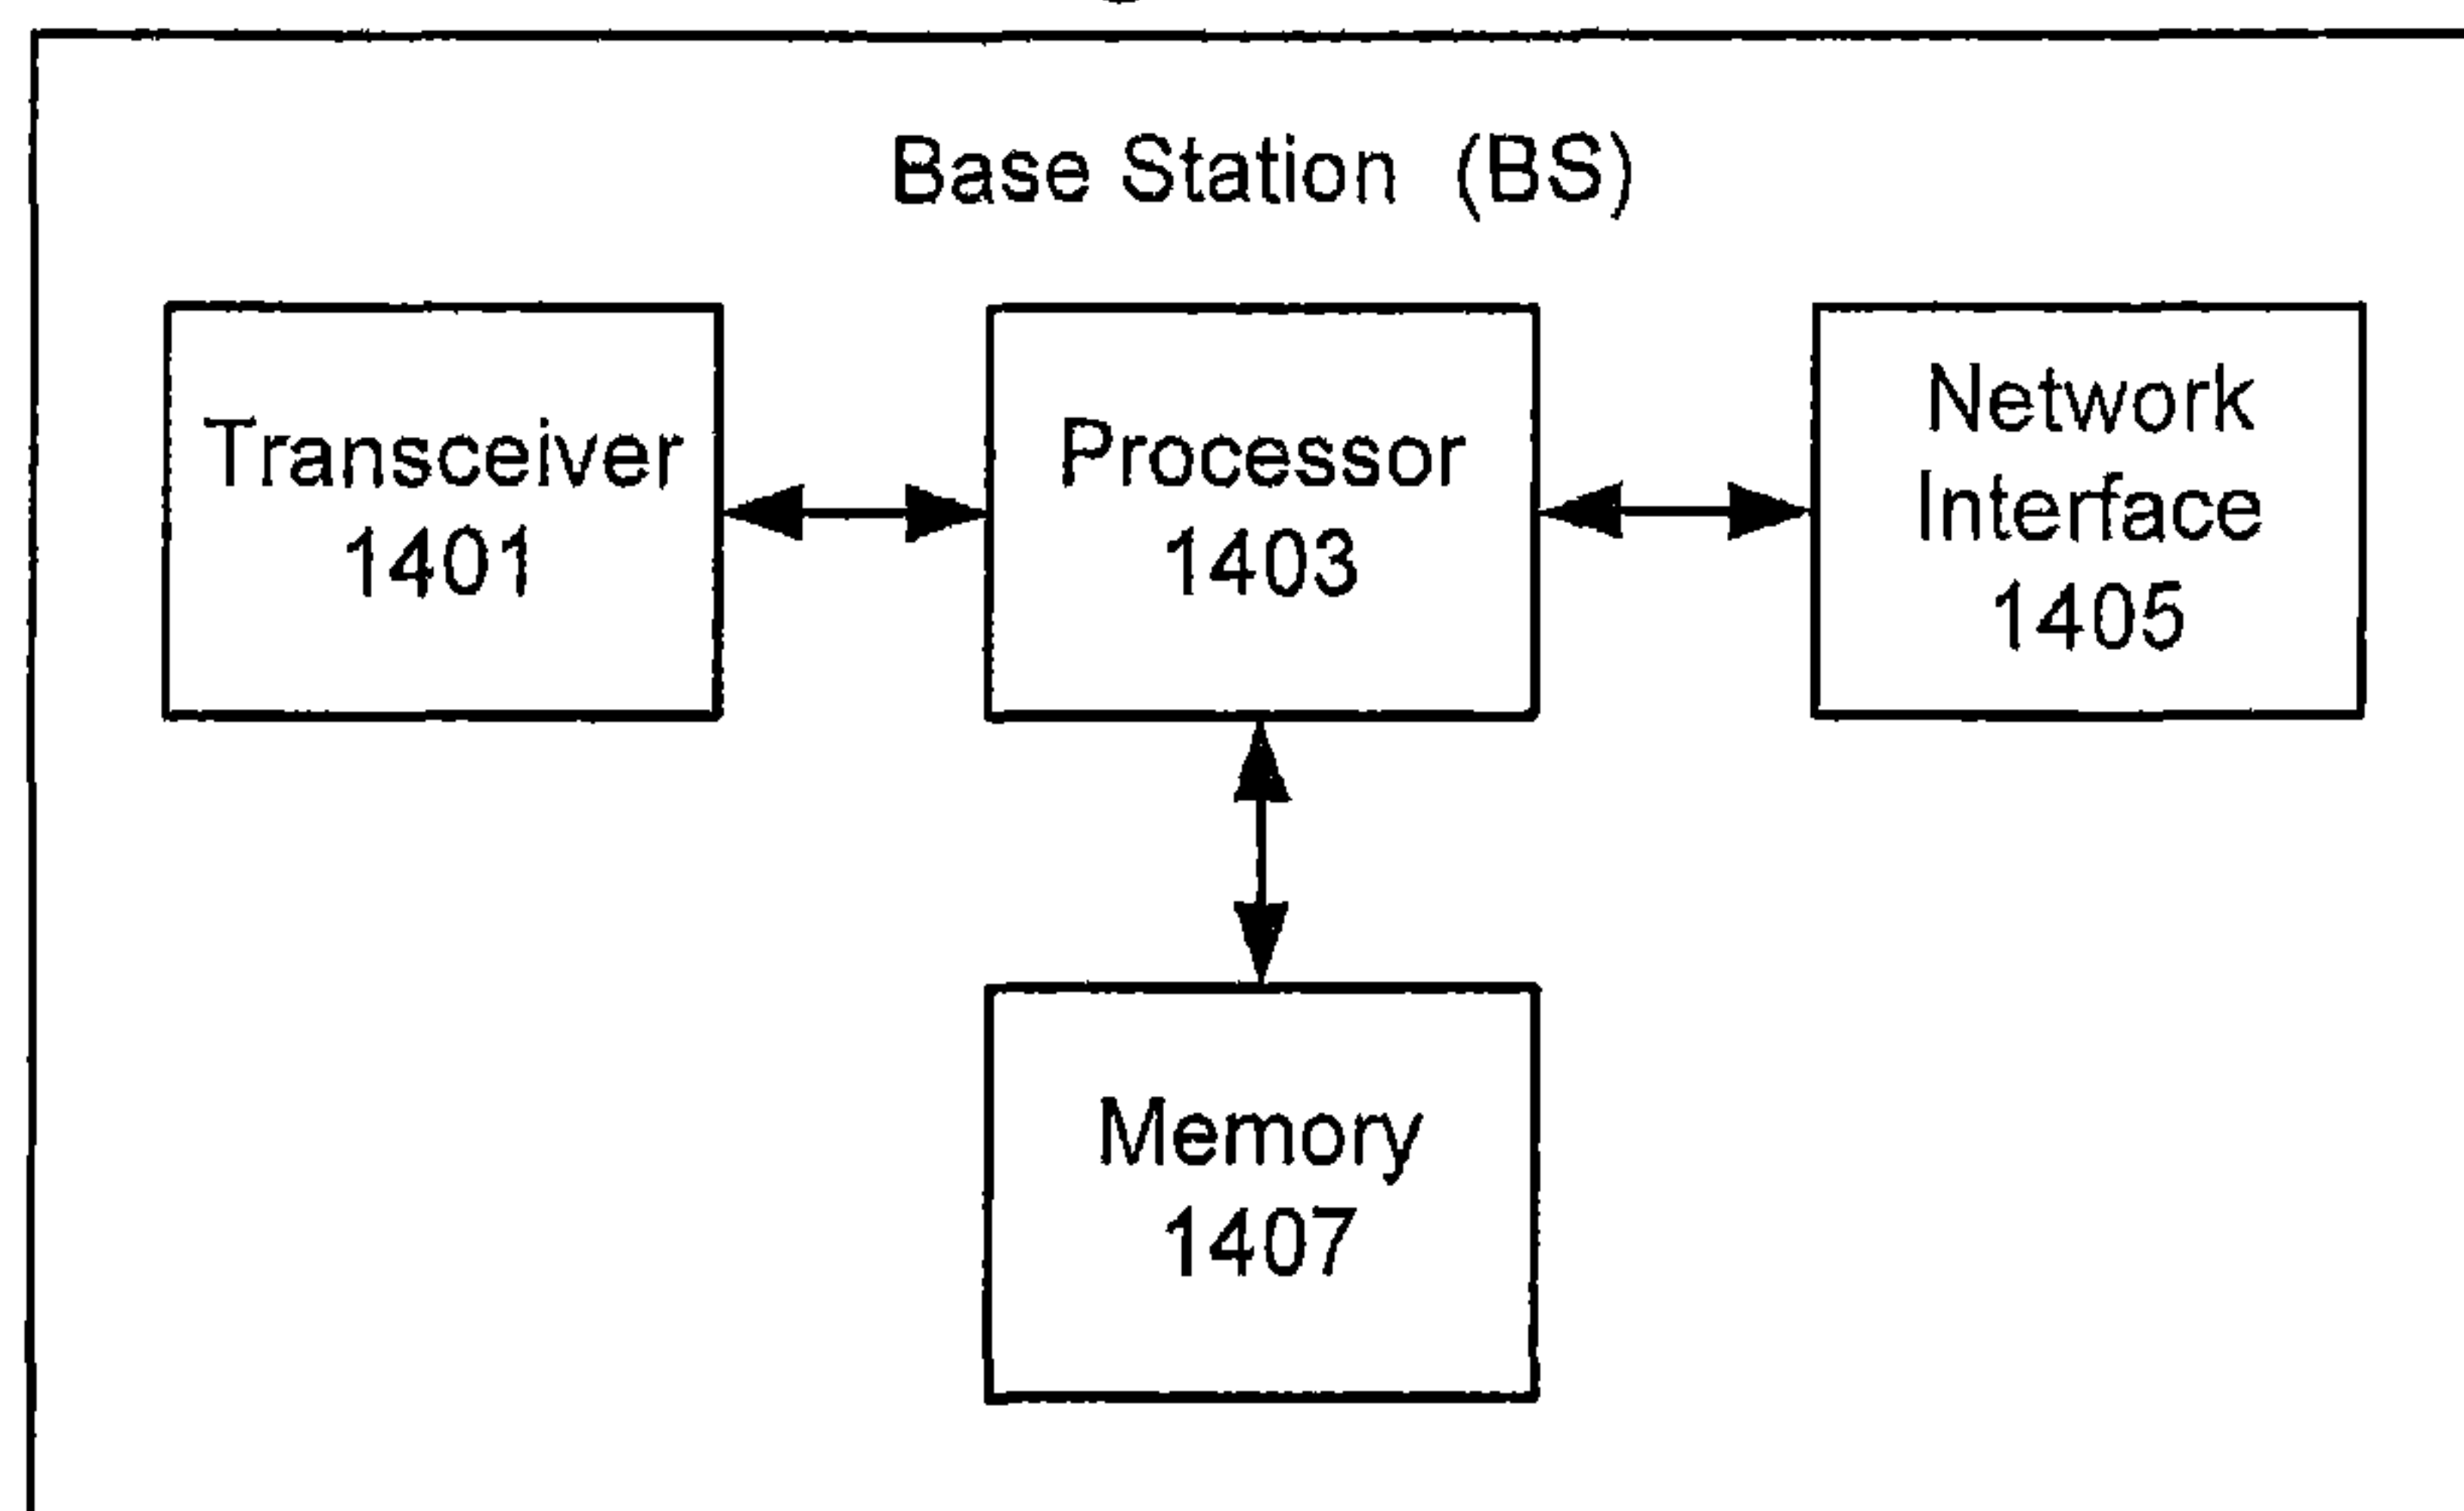 Base Station (BS)
Transceiver
1401
Processor
1403
Network
Interface
1405
Memory
1407